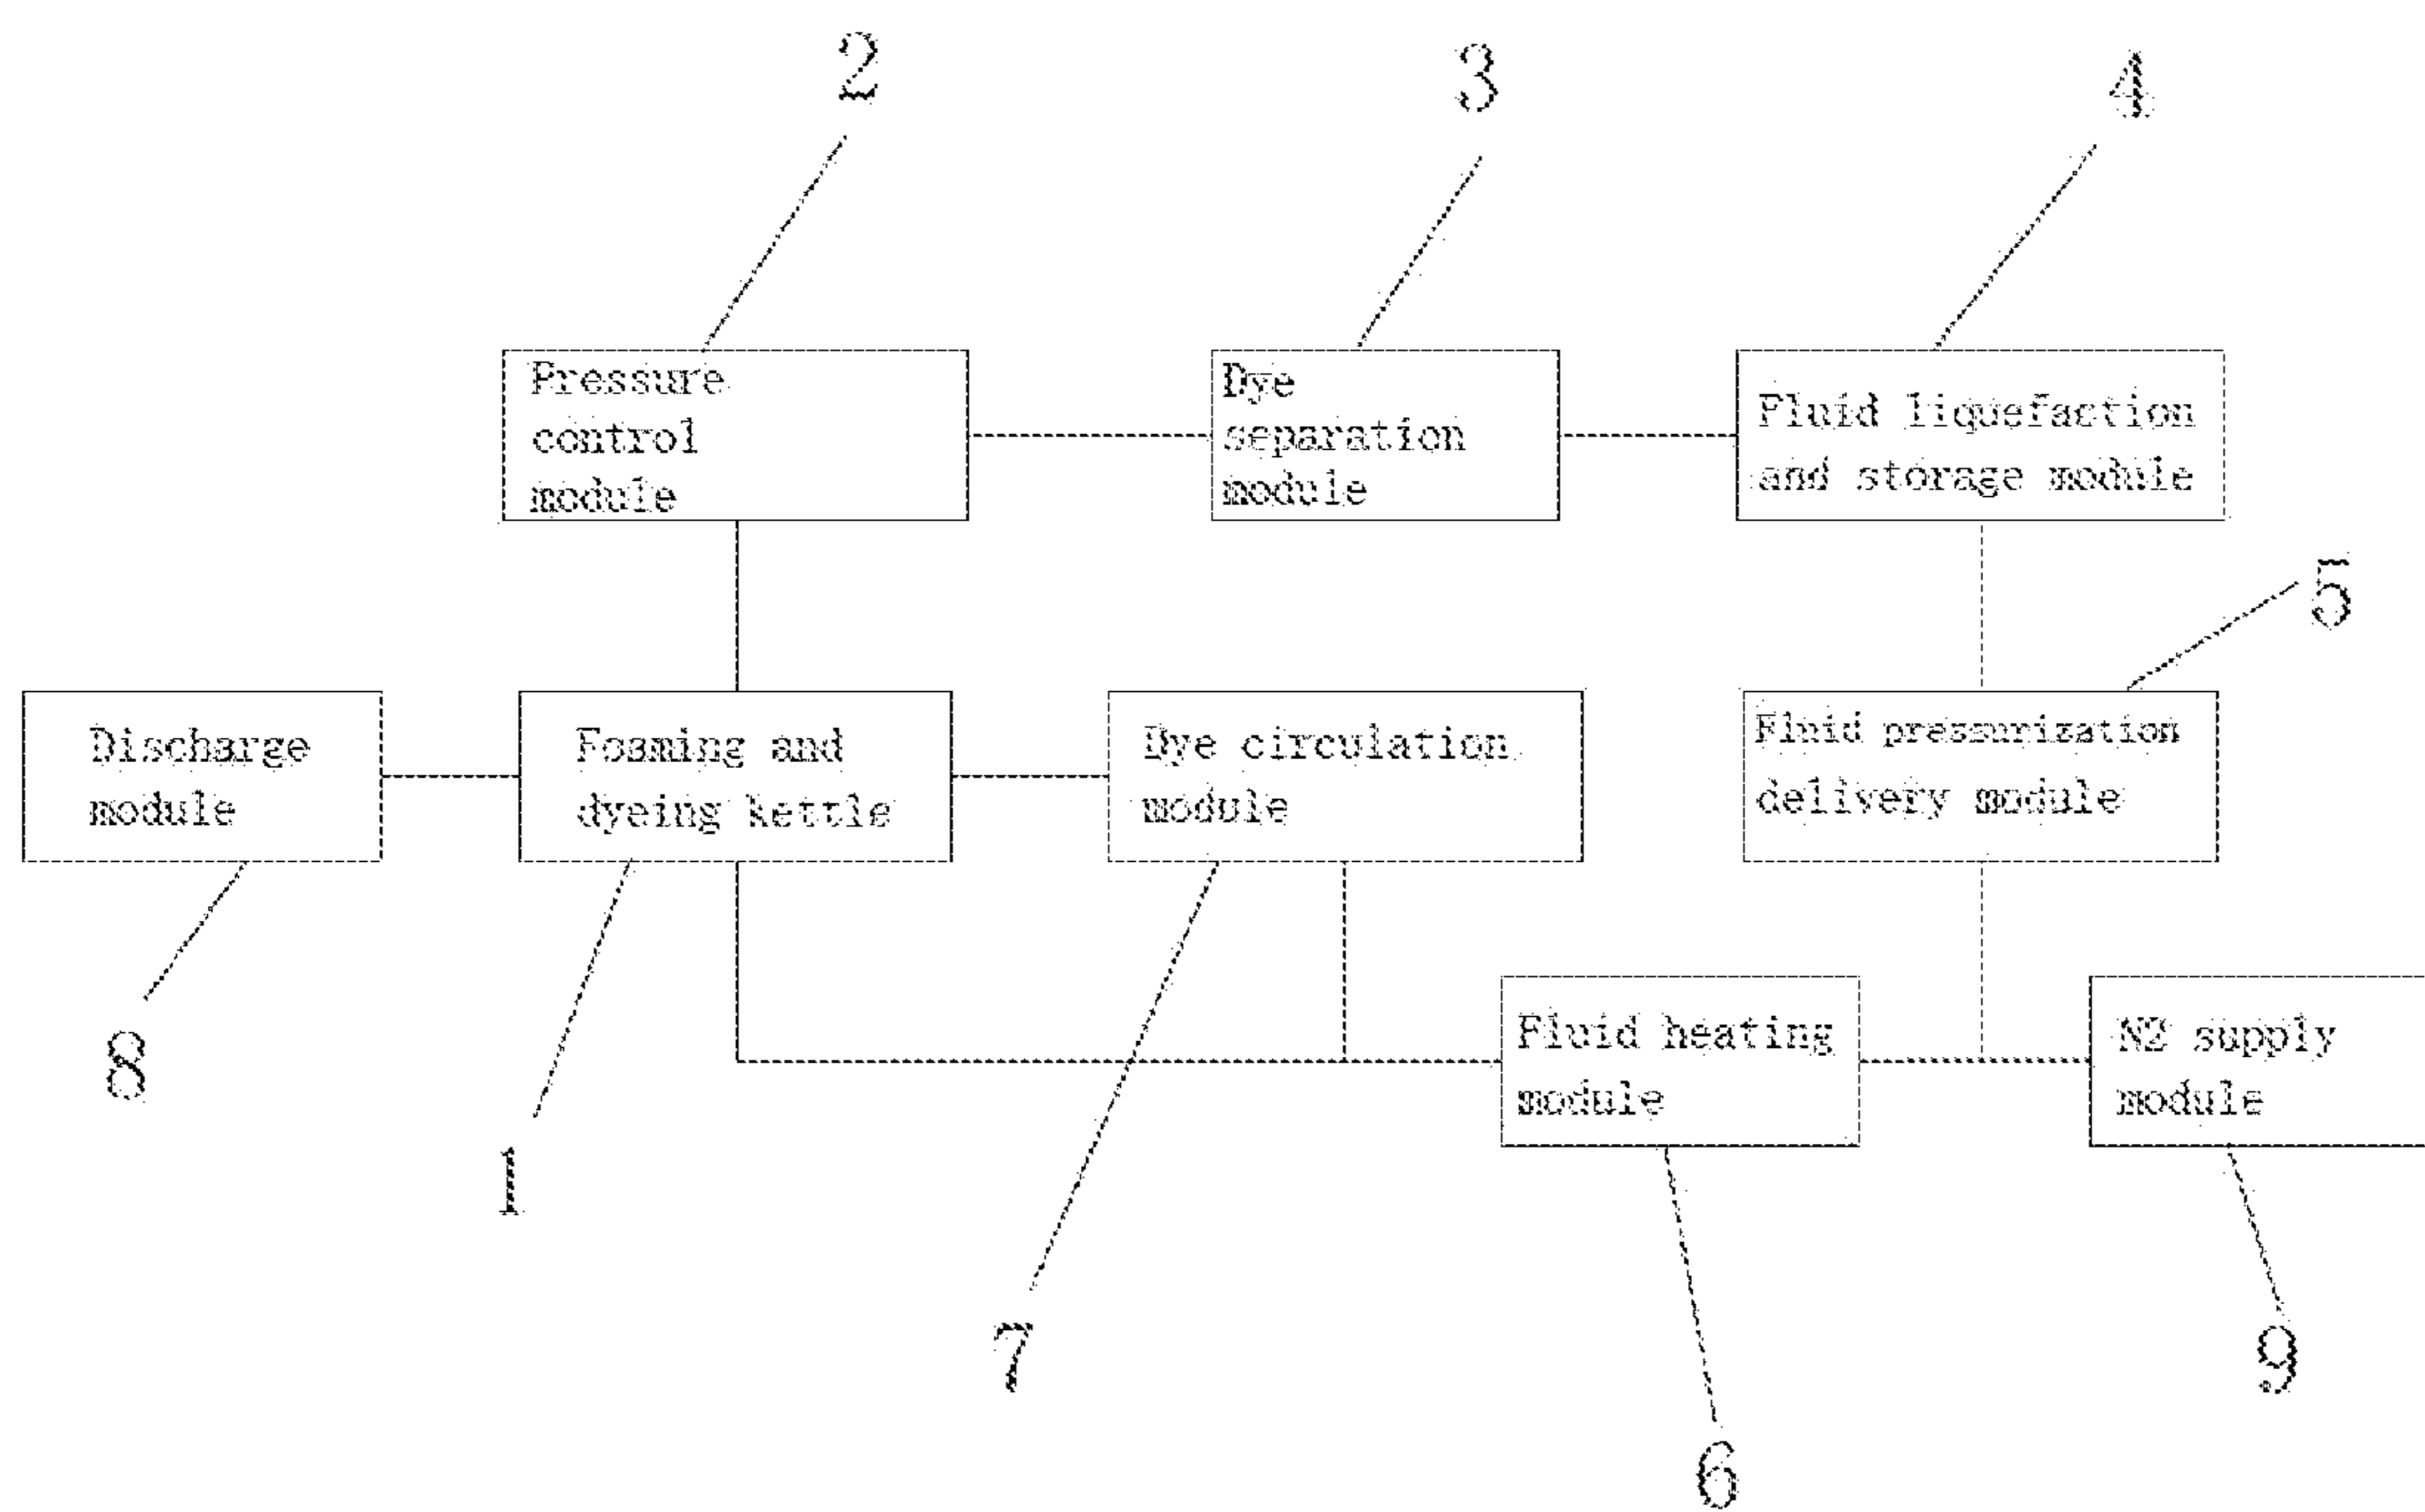 2
3
4
Pressure
control
module
Dye
separation
module
Fluid liquefaction
and storage module
5
Discharge
module
Foaming and
dyeing kettle
Dye circulation
module
Fluid pressurization
delivery module
Fluid heating
module
N2 supply
module
8
1
7
6
9